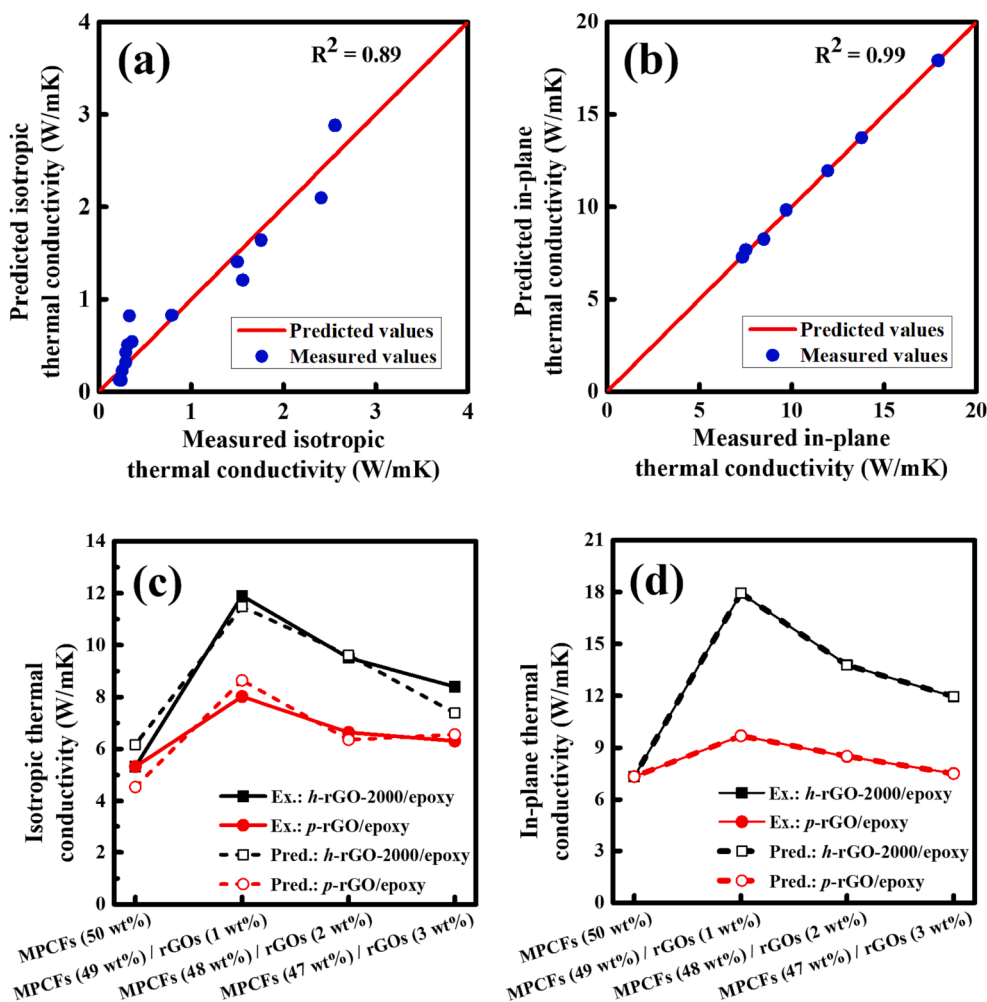 (a)
R² = 0.89
4
3
2
1
0
0 1 2 3 4
Predicted isotropic
thermal conductivity (W/mK)
Predicted values
Measured values
Measured isotropic
thermal conductivity (W/mK)
(b)
R² = 0.99
20
15
10
5
0
0 5 10 15 20
Predicted in-plane
thermal conductivity (W/mK)
Predicted values
Measured values
Measured in-plane
thermal conductivity (W/mK)
(c)
14
12
10
8
6
4
2
0
Isotropic thermal
conductivity (W/mK)
Ex.: h-rGO-2000/epoxy
Ex.: p-rGO/epoxy
Pred.: h-rGO-2000/epoxy
Pred.: p-rGO/epoxy
MPCFs (50 wt%)
MPCFs (49 wt%) / rGOs (1 wt%)
MPCFs (48 wt%) / rGOs (2 wt%)
MPCFs (47 wt%) / rGOs (3 wt%)
(d)
21
18
15
12
9
6
3
0
In-plane thermal
conductivity (W/mK)
Ex.: h-rGO-2000/epoxy
Ex.: p-rGO/epoxy
Pred.: h-rGO-2000/epoxy
Pred.: p-rGO/epoxy
MPCFs (50 wt%)
MPCFs (49 wt%) / rGOs (1 wt%)
MPCFs (48 wt%) / rGOs (2 wt%)
MPCFs (47 wt%) / rGOs (3 wt%)